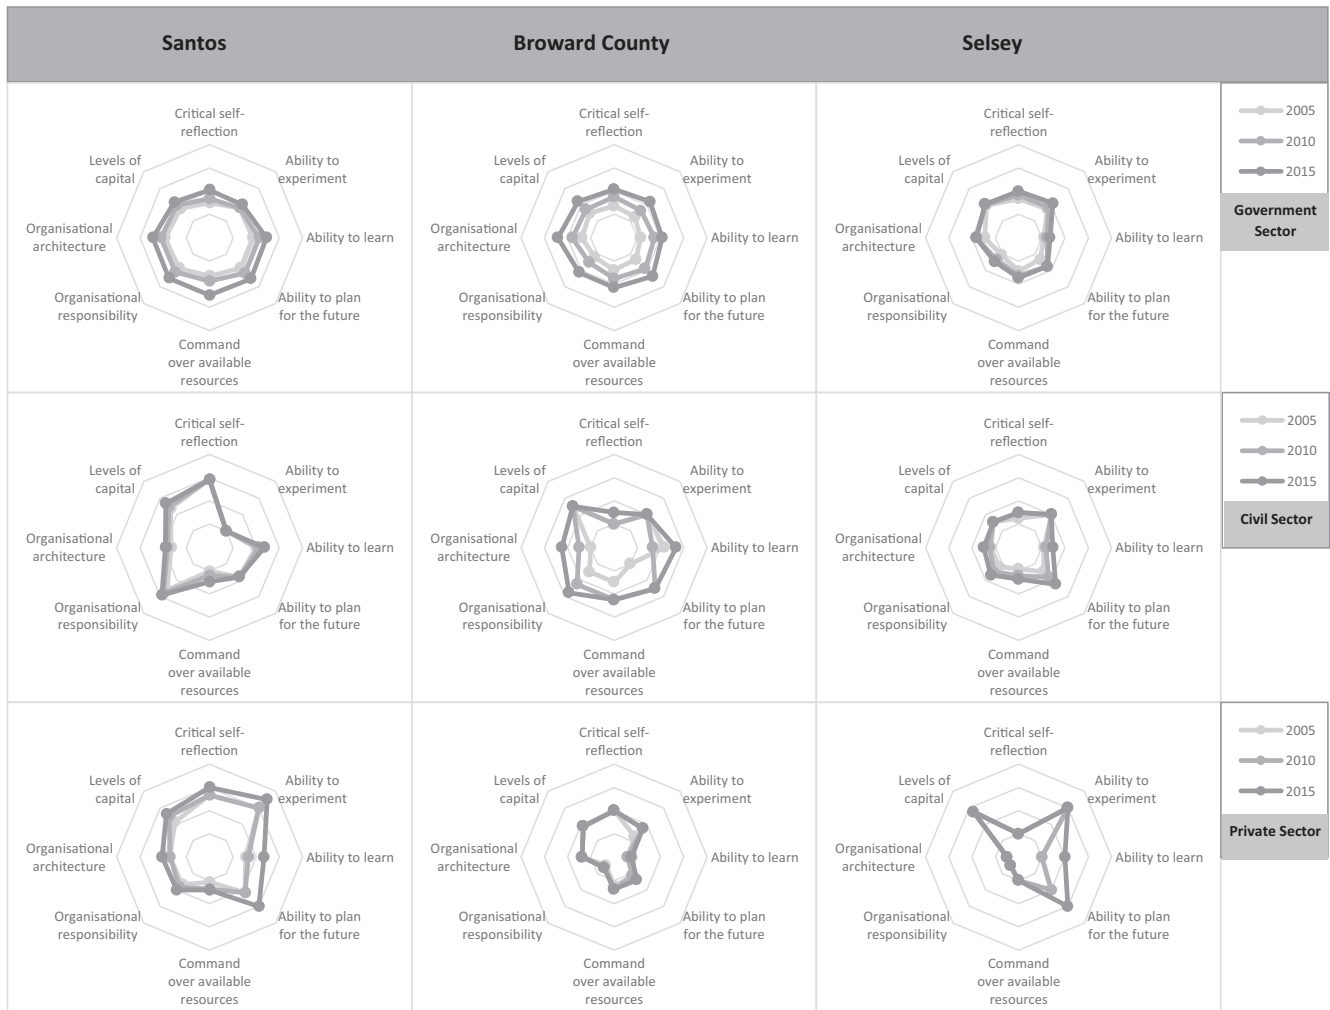 Santos
Broward County
Selsey
Critical self-
reflection
Ability to
experiment
Ability to learn
Ability to plan
for the future
Command
over available
resources
Organisational
responsibility
Organisational
architecture
Levels of
capital
Critical self-
reflection
Ability to
experiment
Ability to learn
Ability to plan
for the future
Command
over available
resources
Organisational
responsibility
Organisational
architecture
Levels of
capital
Critical self-
reflection
Ability to
experiment
Ability to learn
Ability to plan
for the future
Command
over available
resources
Organisational
responsibility
Organisational
architecture
Levels of
capital
2005
2010
2015
Government
Sector
Critical self-
reflection
Ability to
experiment
Ability to learn
Ability to plan
for the future
Command
over available
resources
Organisational
responsibility
Organisational
architecture
Levels of
capital
Critical self-
reflection
Ability to
experiment
Ability to learn
Ability to plan
for the future
Command
over available
resources
Organisational
responsibility
Organisational
architecture
Levels of
capital
Critical self-
reflection
Ability to
experiment
Ability to learn
Ability to plan
for the future
Command
over available
resources
Organisational
responsibility
Organisational
architecture
Levels of
capital
2005
2010
2015
Civil Sector
Critical self-
reflection
Ability to
experiment
Ability to learn
Ability to plan
for the future
Command
over available
resources
Organisational
responsibility
Organisational
architecture
Levels of
capital
Critical self-
reflection
Ability to
experiment
Ability to learn
Ability to plan
for the future
Command
over available
resources
Organisational
responsibility
Organisational
architecture
Levels of
capital
Critical self-
reflection
Ability to
experiment
Ability to learn
Ability to plan
for the future
Command
over available
resources
Organisational
responsibility
Organisational
architecture
Levels of
capital
2005
2010
2015
Private Sector